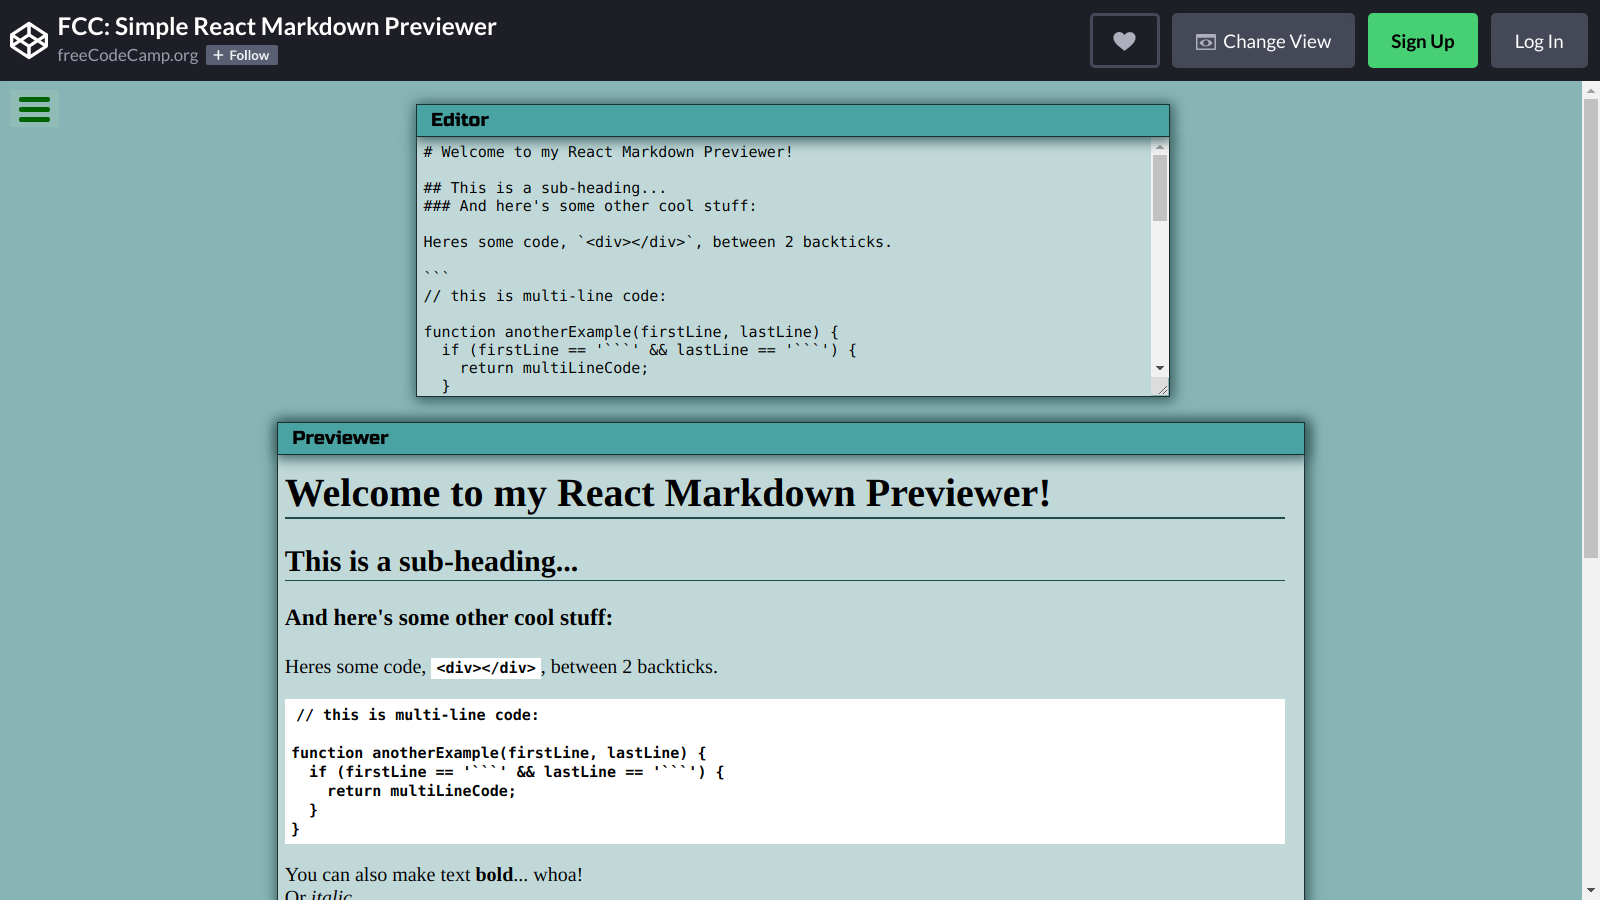 FCC: Simple React Markdown Previewer
freeCodeCamp.org
+ Follow
Change View
Sign Up
Log In
Editor
# Welcome to my React Markdown Previewer!
## This is a sub-heading...
### And here's some other cool stuff:
Heres some code, `<div></div>`, between 2 backticks.
```
// this is multi-line code:
function anotherExample(firstLine, lastLine) {
  if (firstLine == '```' && lastLine == '```') {
    return multiLineCode;
  }
Previewer
Welcome to my React Markdown Previewer!
This is a sub-heading...
And here's some other cool stuff:
Heres some code, <div></div>, between 2 backticks.
// this is multi-line code:
function anotherExample(firstLine, lastLine) {
  if (firstLine == '```' && lastLine == '```') {
    return multiLineCode;
  }
}
You can also make text bold... whoa!
Or italic